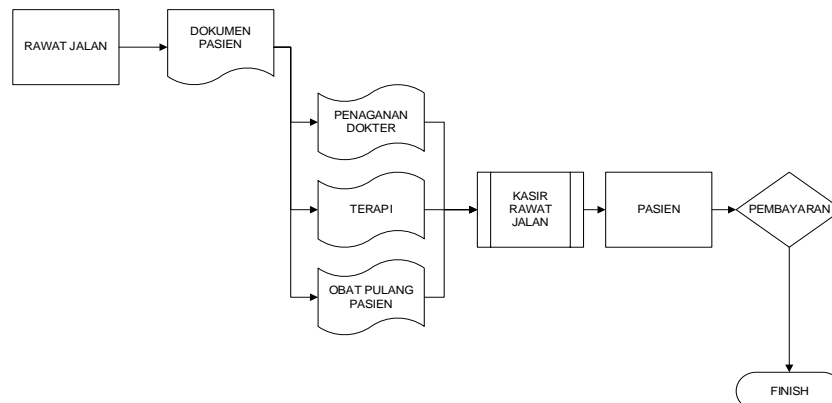 RAWAT JALAN
DOKUMEN
PASIEN
PENAGANAN
DOKTER
TERAPI
OBAT PULANG
PASIEN
KASIR
RAWAT
JALAN
PASIEN
PEMBAYARAN
FINISH